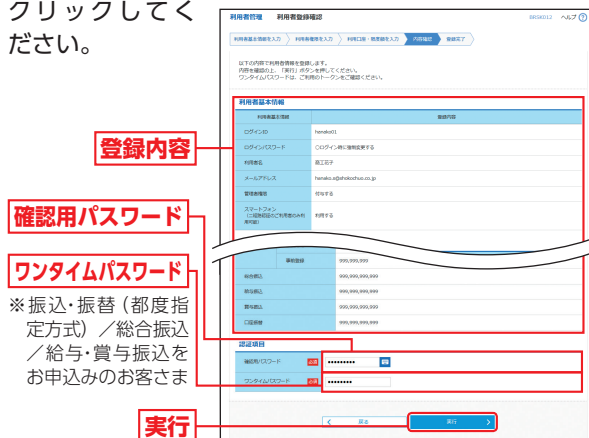 クリックしてく
ださい。
利用者管理 利用者登録確認
BRSK012 ヘルプ ?
利用者基本情報を入力 利用者権限を入力 利用口座・限度額を入力 内容確認 登録完了
以下の内容で利用者情報を登録します。
内容を確認の上、「実行」ボタンを押してください。
ワンタイムパスワードは、ご利用のトークンをご確認ください。
利用者基本情報
利用者基本情報 登録内容
ログインID hanako01
ログインパスワード ○ログイン時に強制変更する
利用者名 商工花子
メールアドレス hanako.s@shokochuo.co.jp
管理者権限 付与する
スマートフォン
(二経路認証のご利用者のみ利
用可能)
利用する
事前登録 999,999,999
総合振込 999,999,999,999
給与振込 999,999,999,999
賞与振込 999,999,999,999
口座振替 999,999,999,999
認証項目
確認用パスワード 必須 •••••••••
ワンタイムパスワード 必須 ••••••••
< 戻る
実行 >
登録内容
確認用パスワード
ワンタイムパスワード
※振込・振替（都度指
定方式）／総合振込
／給与・賞与振込を
お申込みのお客さま
実行